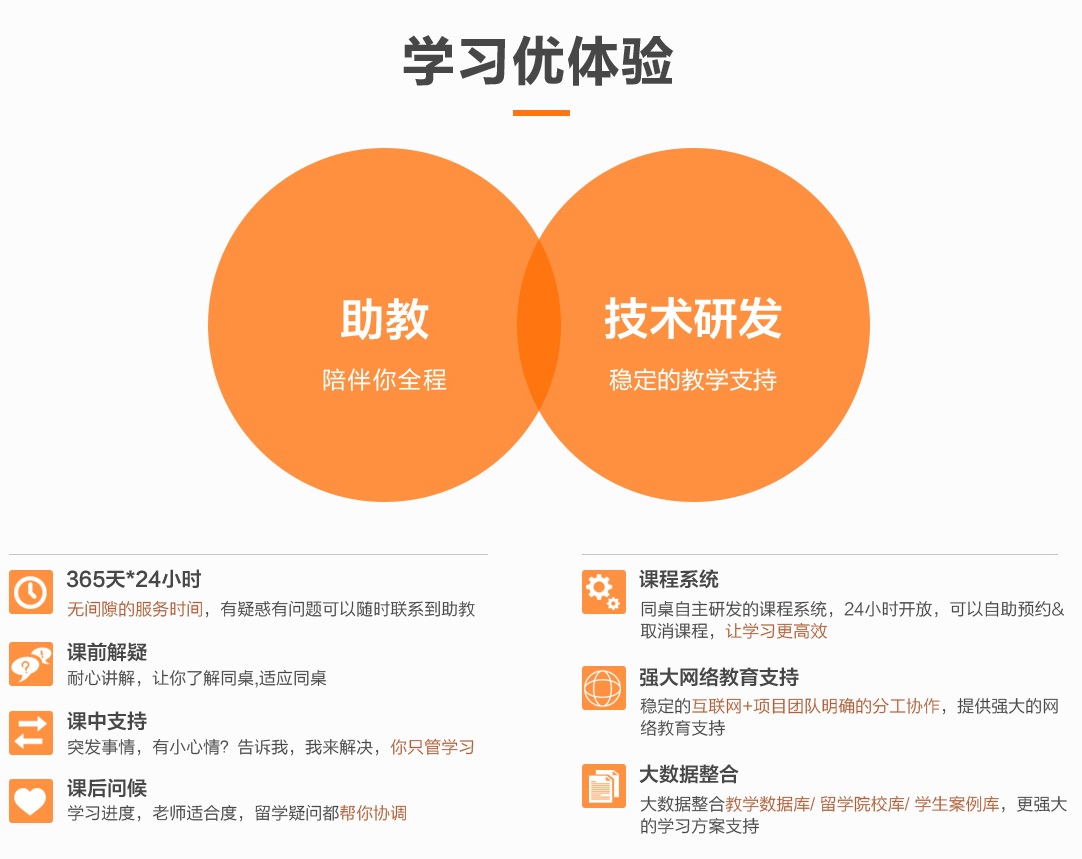 学习优体验
助教
陪伴你全程
技术研发
稳定的教学支持
365天*24小时
无间隙的服务时间，有疑惑有问题可以随时联系到助教
课前解疑
耐心讲解，让你了解同桌,适应同桌
课中支持
突发事情，有小心情？告诉我，我来解决，你只管学习
课后问候
学习进度，老师适合度，留学疑问都帮你协调
课程系统
同桌自主研发的课程系统，24小时开放，可以自助预约&
取消课程，让学习更高效
强大网络教育支持
稳定的互联网+项目团队明确的分工协作，提供强大的网
络教育支持
大数据整合
大数据整合教学数据库/ 留学院校库/ 学生案例库，更强大
的学习方案支持